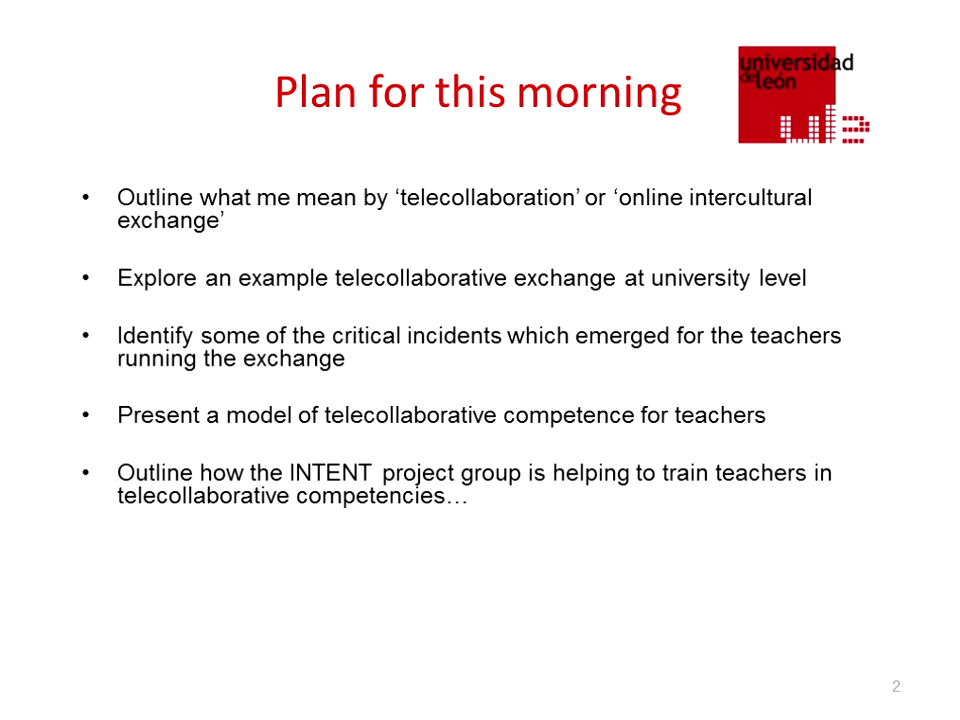 Plan for this morning
universidad
de león
ule
• Outline what me mean by ‘telecollaboration’ or ‘online intercultural
exchange’
• Explore an example telecollaborative exchange at university level
• Identify some of the critical incidents which emerged for the teachers
running the exchange
• Present a model of telecollaborative competence for teachers
• Outline how the INTENT project group is helping to train teachers in
telecollaborative competencies…
2